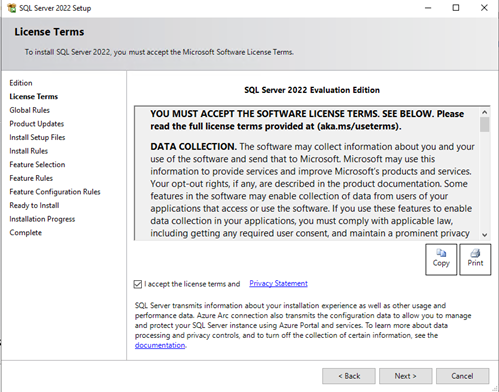 SQL Server 2022 Setup
License Terms
To install SQL Server 2022, you must accept the Microsoft Software License Terms.
Edition
License Terms
Global Rules
Product Updates
Install Setup Files
Install Rules
Feature Selection
Feature Rules
Feature Configuration Rules
Ready to Install
Installation Progress
Complete
SQL Server 2022 Evaluation Edition
YOU MUST ACCEPT THE SOFTWARE LICENSE TERMS. SEE BELOW. Please
read the full license terms provided at (aka.ms/useterms).
DATA COLLECTION. The software may collect information about you and your
use of the software and send that to Microsoft. Microsoft may use this
information to provide services and improve Microsoft's products and services.
Your opt-out rights, if any, are described in the product documentation. Some
features in the software may enable collection of data from users of your
applications that access or use the software. If you use these features to enable
data collection in your applications, you must comply with applicable law,
including getting any required user consent, and maintain a prominent privacy
Copy
Print
I accept the license terms and Privacy Statement
SQL Server transmits information about your installation experience as well as other usage and
performance data. Azure Arc connection also transmits the configuration data to allow you to manage
and protect your SQL Server instance using Azure Portal and services. To learn more about data
processing and privacy controls, and to turn off the collection of certain information, see the
documentation.
< Back
Next >
Cancel